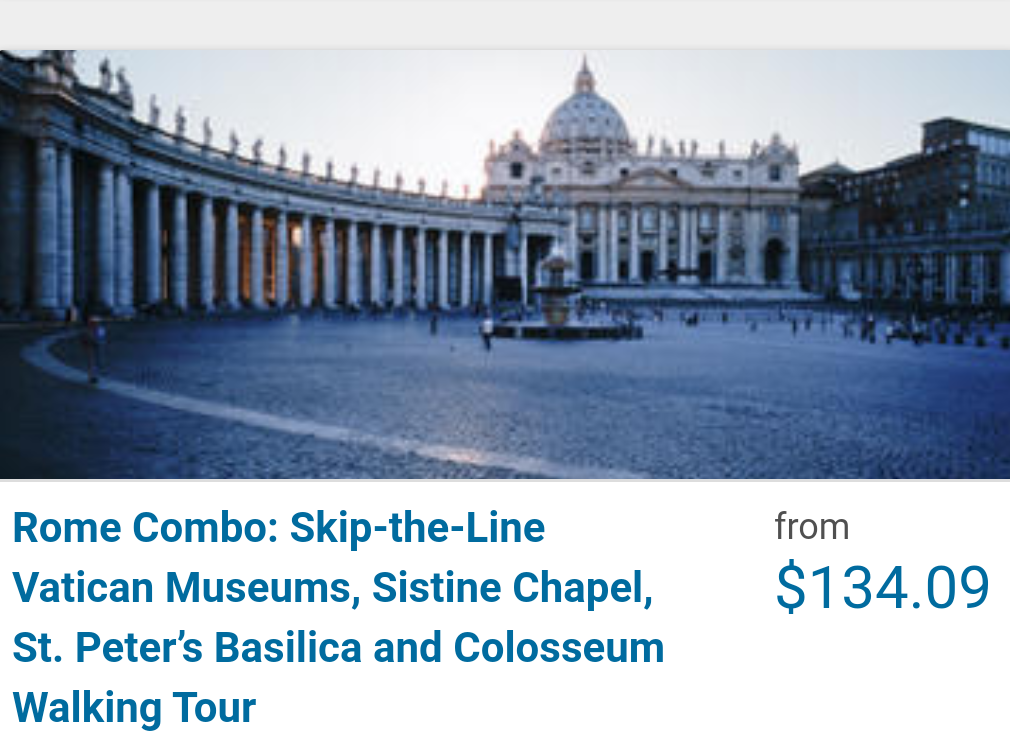 Rome Combo: Skip-the-Line
Vatican Museums, Sistine Chapel,
St. Peter’s Basilica and Colosseum
Walking Tour
from
$134.09